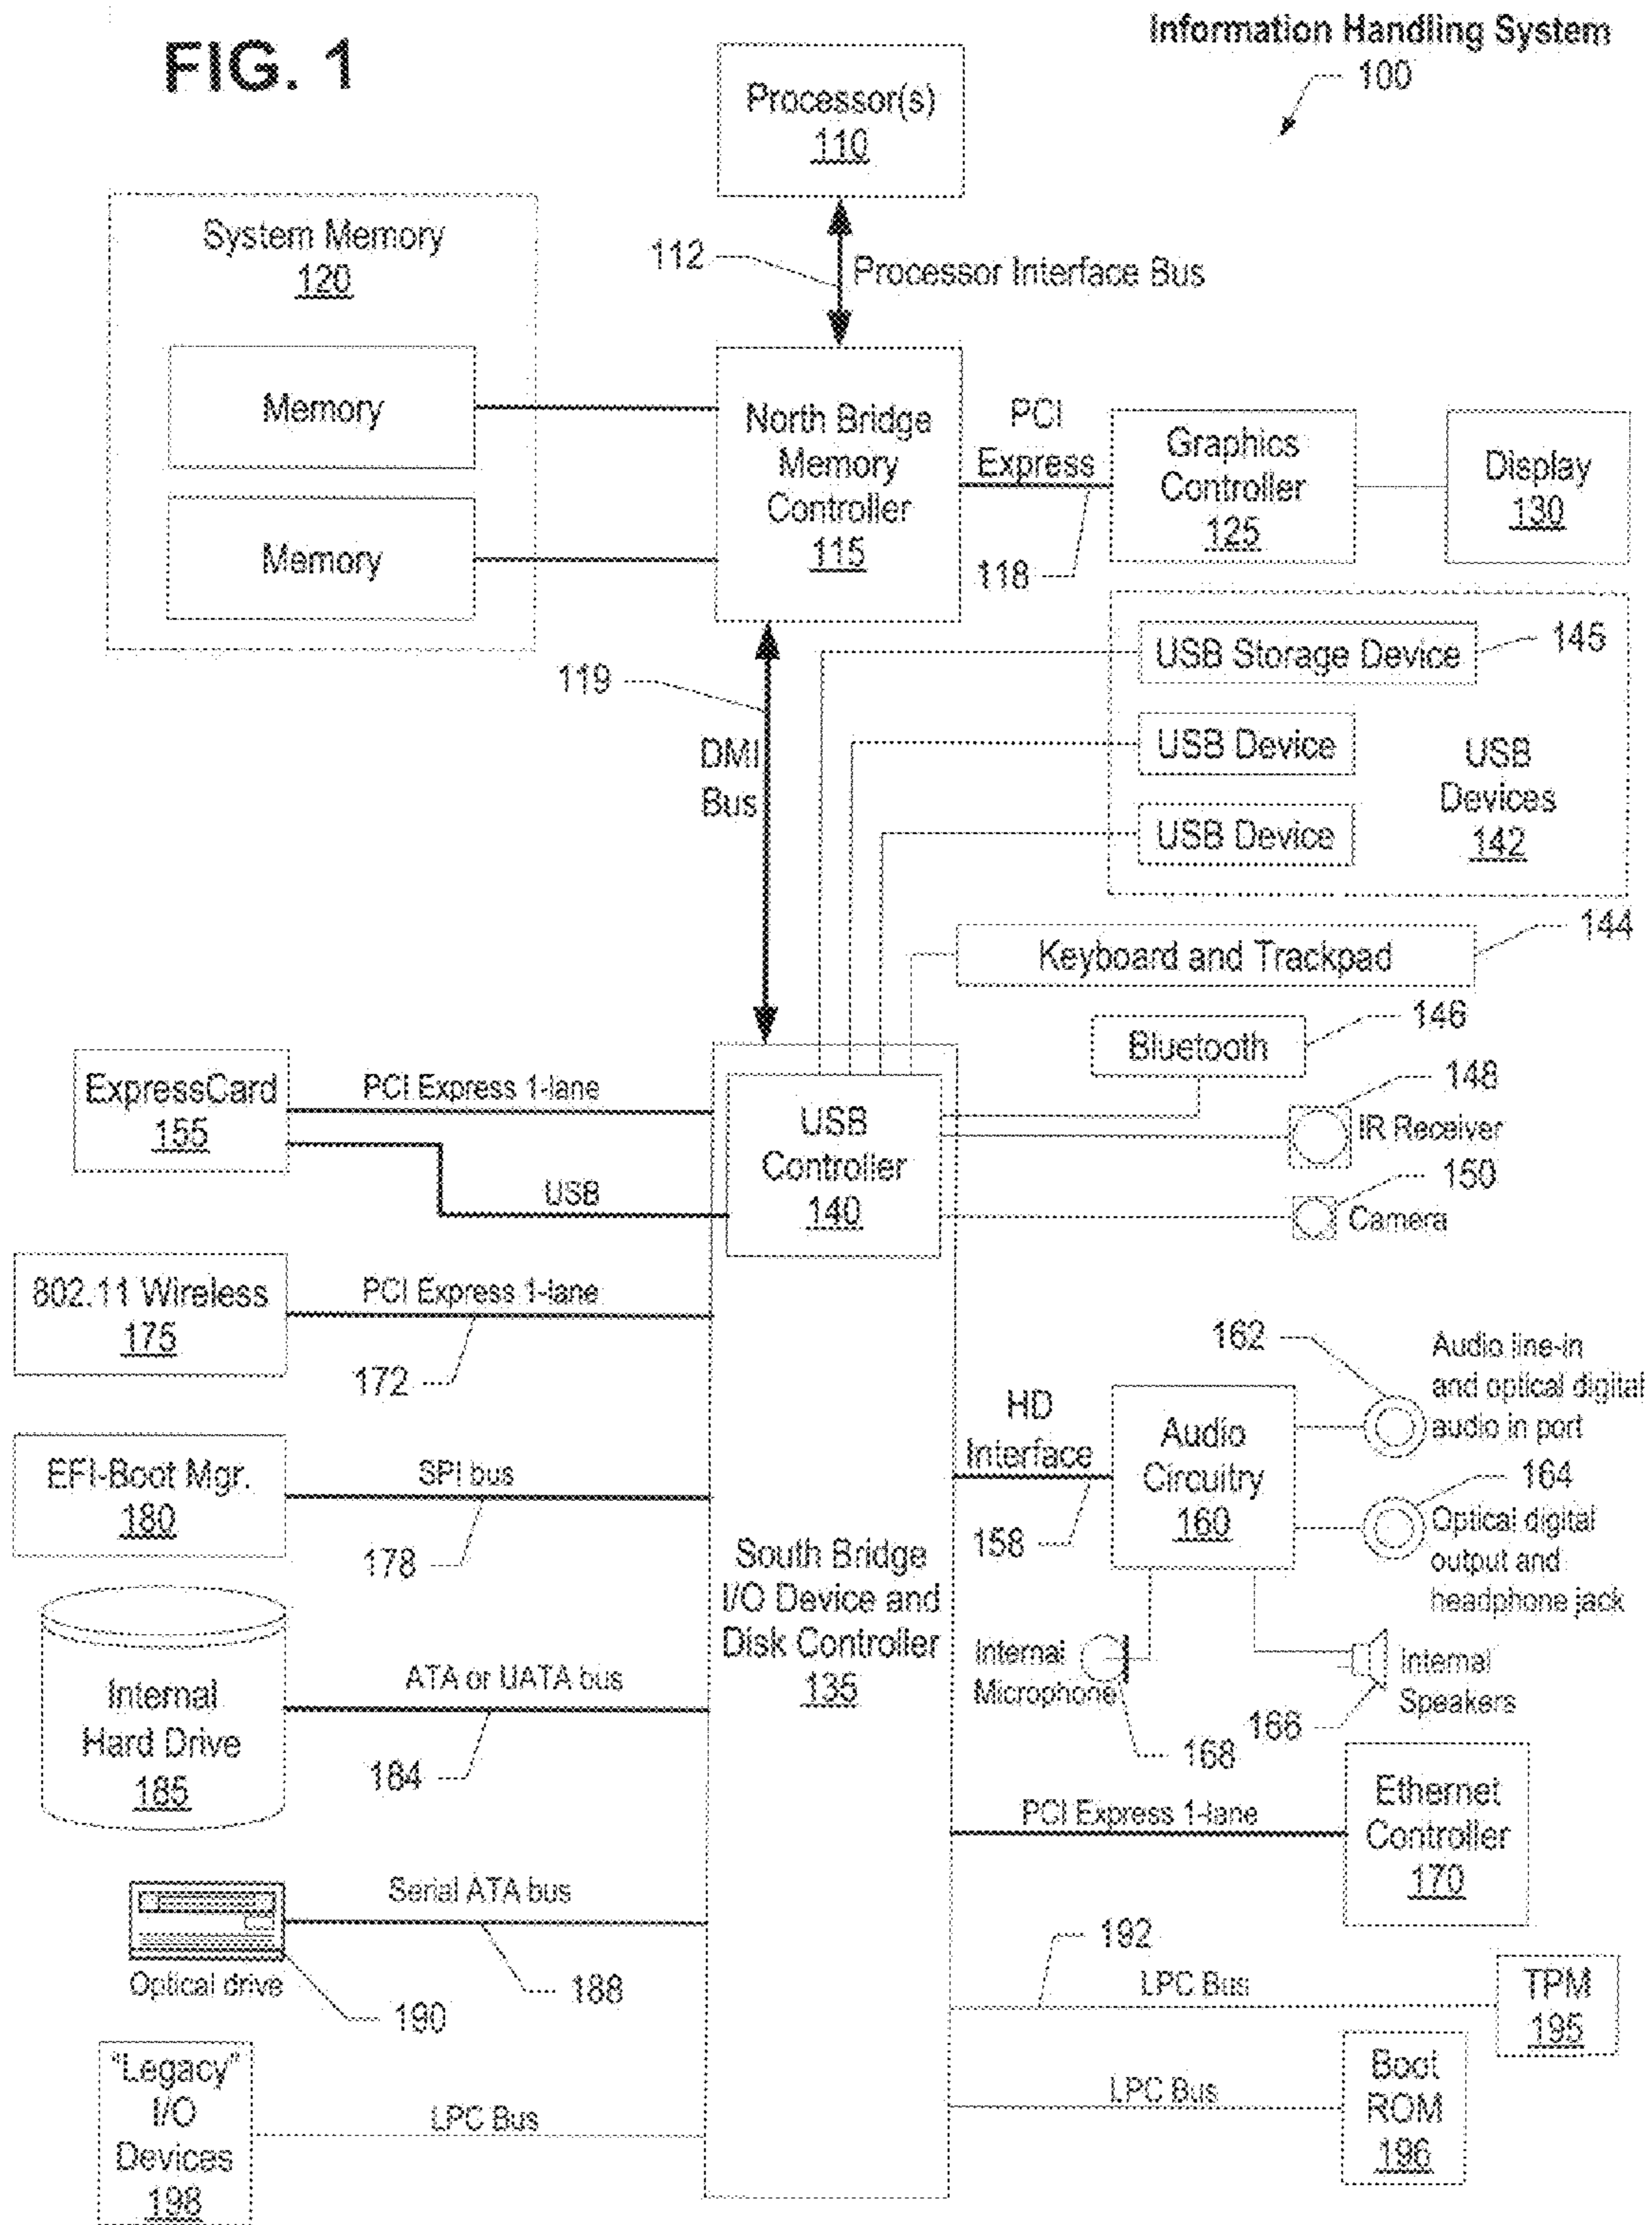 FIG. 1
Information Handling System
100
Processor(s)
110
System Memory
120
112
Processor Interface Bus
Memory
Memory
North Bridge
Memory
Controller
115
PCI
Express
118
Graphics
Controller
125
Display
130
119
DMI
Bus
USB Storage Device
145
USB Device
USB Device
USB
Devices
142
144
Keyboard and Trackpad
146
Bluetooth
148
IR Receiver
150
Camera
ExpressCard
155
PCI Express 1-lane
USB
USB
Controller
140
802.11 Wireless
175
PCI Express 1-lane
172
EFI-Boot Mgr.
180
SPI bus
178
Internal
Hard Drive
185
ATA or UATA bus
184
Serial ATA bus
188
Optical drive
190
"Legacy"
I/O
Devices
198
LPC Bus
South Bridge
I/O Device and
Disk Controller
135
HD
Interface
158
Audio
Circuitry
160
162
Audio line-in
and optical digital
audio in port
164
Optical digital
output and
headphone jack
Internal
Microphone
168
166
Internal
Speakers
PCI Express 1-lane
Ethernet
Controller
170
192
LPC Bus
TPM
195
LPC Bus
Boot
ROM
196